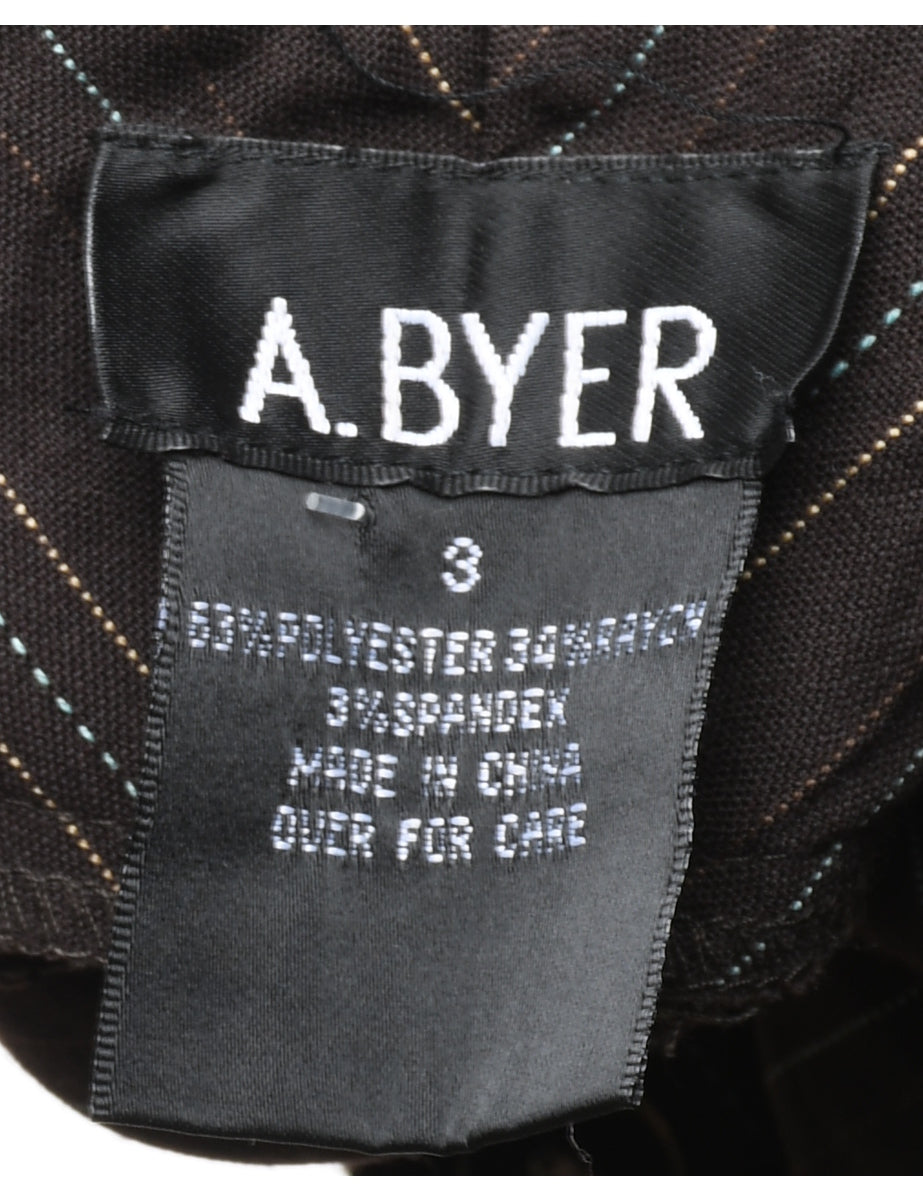 A.BYER
3
63%POLYESTER 34%RAYON
3%SPANDEX
MADE IN CHINA
OVER FOR CARE